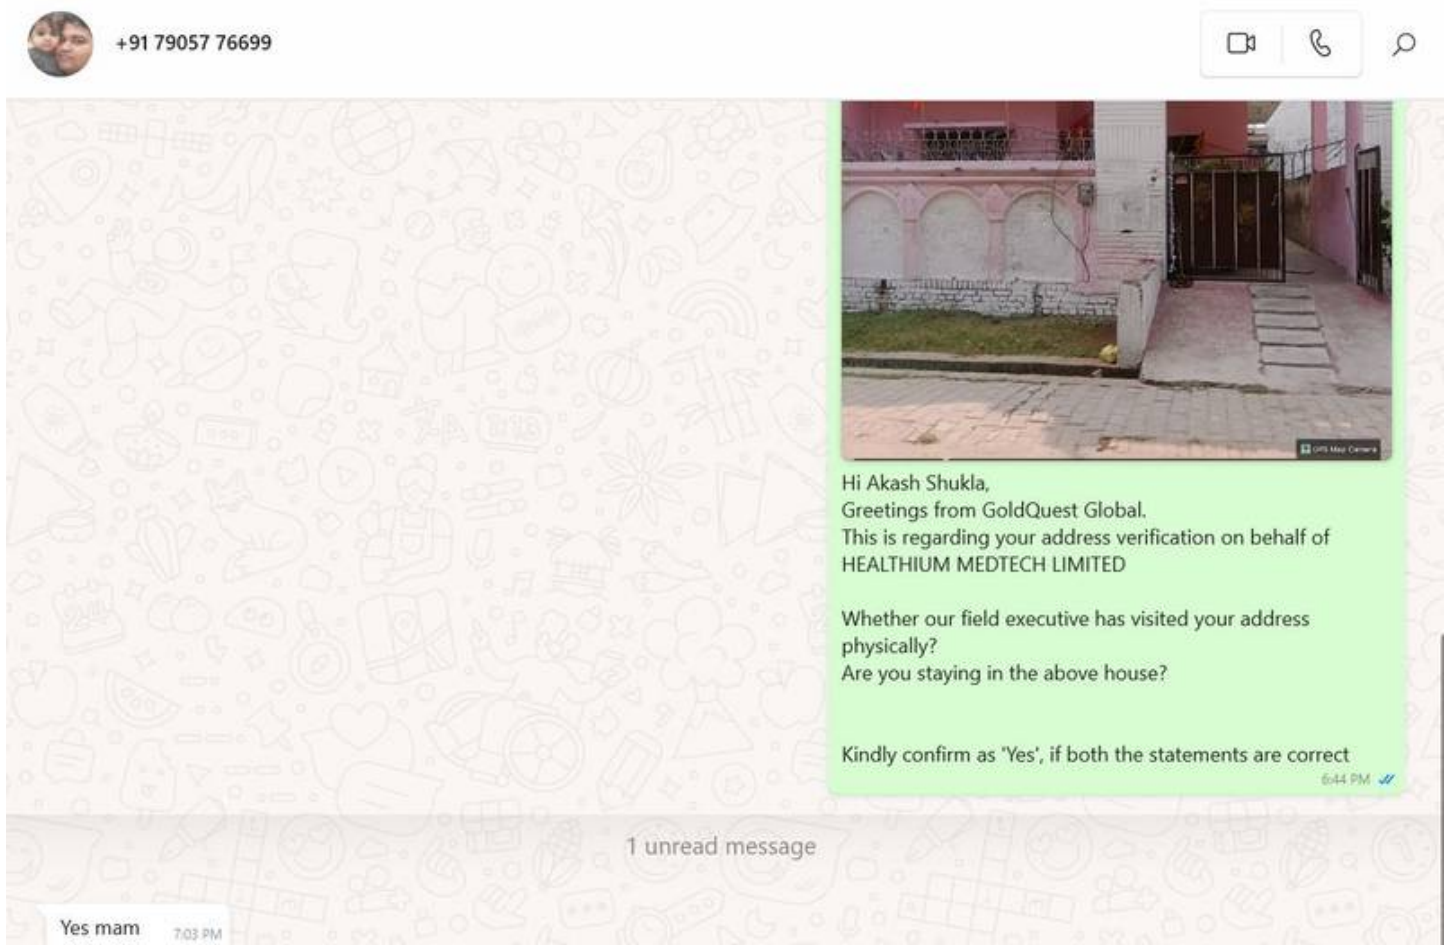 +91 79057 76699
GPS Map Camera
Hi Akash Shukla,
Greetings from GoldQuest Global.
This is regarding your address verification on behalf of
HEALTHIUM MEDTECH LIMITED
Whether our field executive has visited your address
physically?
Are you staying in the above house?
Kindly confirm as 'Yes', if both the statements are correct
6:44 PM
1 unread message
Yes mam
7:03 PM